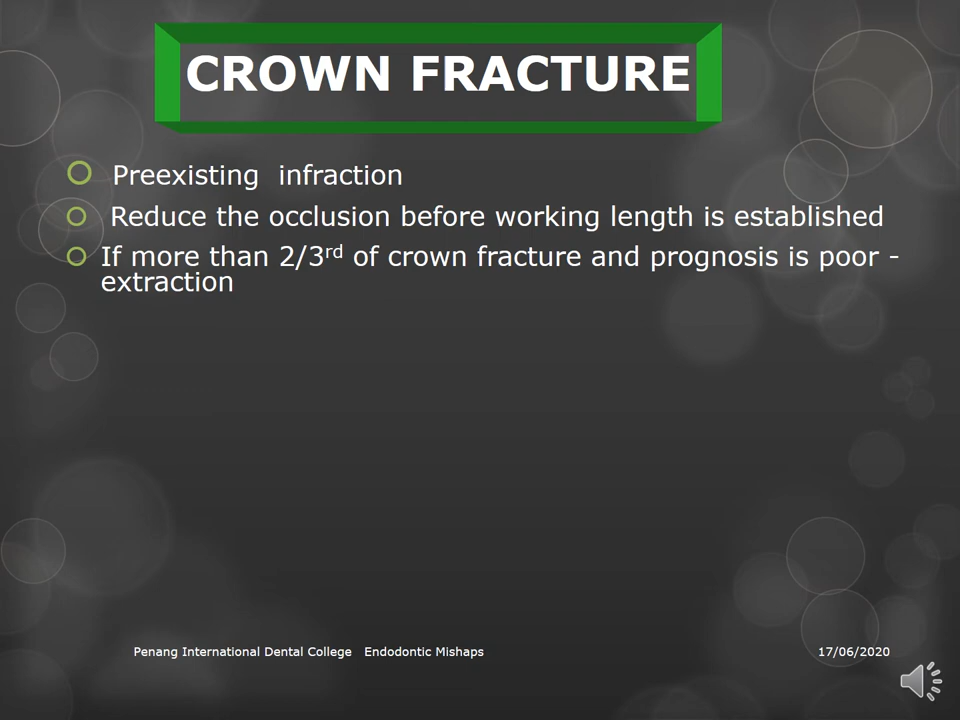 CROWN FRACTURE
Preexisting infraction
Reduce the occlusion before working length is established
If more than 2/3rd of crown fracture and prognosis is poor -
extraction
Penang International Dental College Endodontic Mishaps
17/06/2020